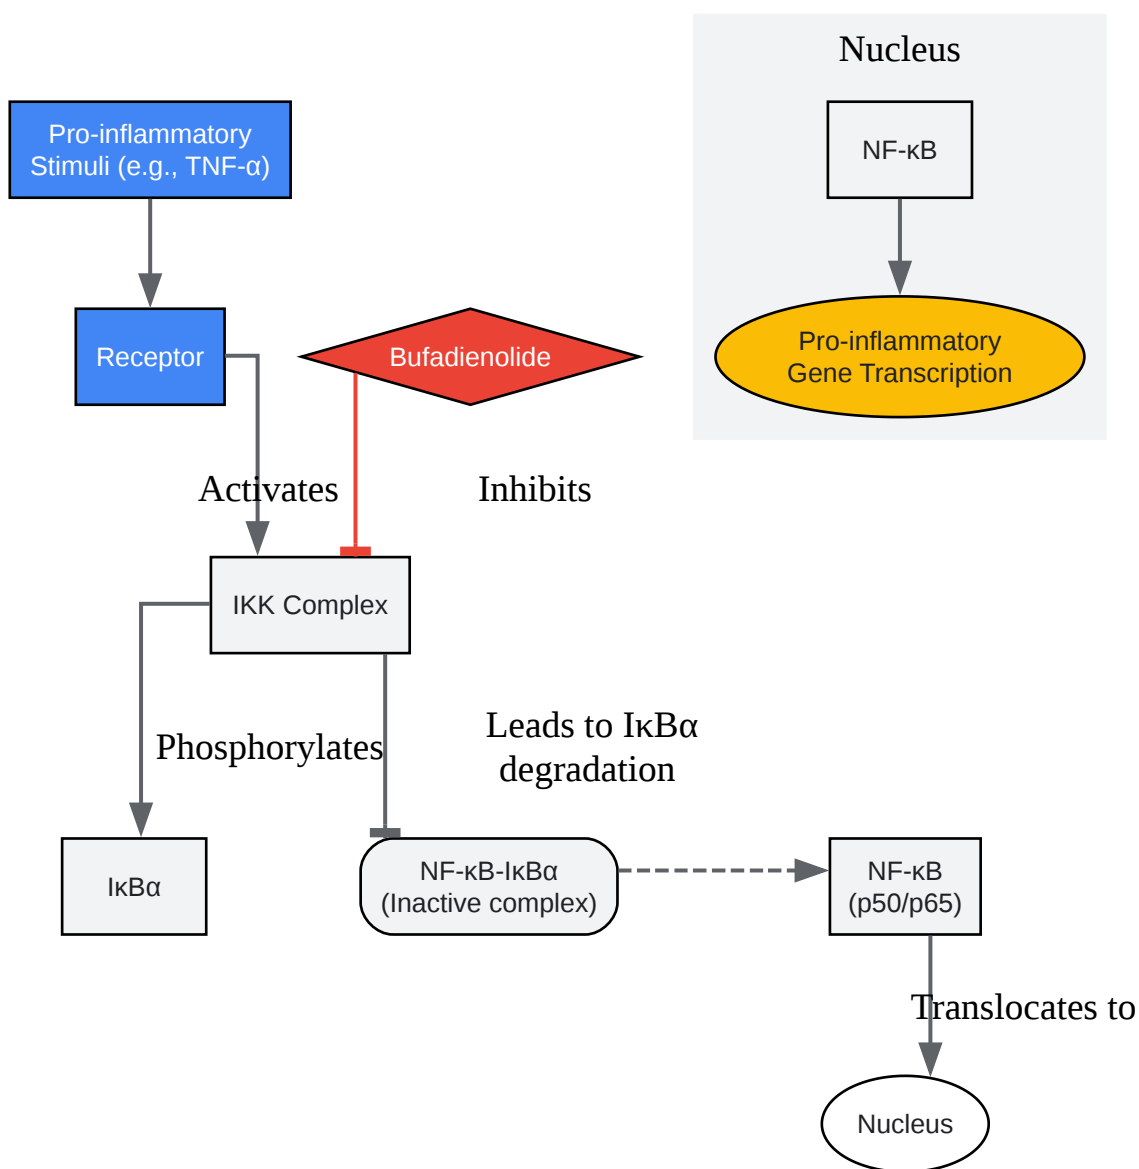 Nucleus
Pro-inflammatory
Stimuli (e.g., TNF-α)
NF-κB
Receptor
Bufadienolide
Pro-inflammatory
Gene Transcription
Activates
Inhibits
IKK Complex
Phosphorylates
Leads to IκBα
degradation
IκBα
NF-κB-IκBα
(Inactive complex)
NF-κB
(p50/p65)
Translocates to
Nucleus